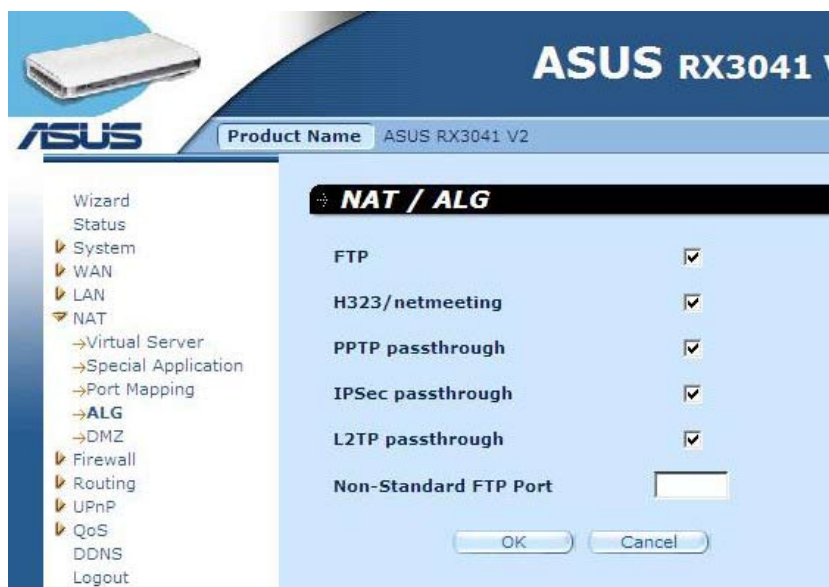 ASUS RX3041
ASUS
Product Name ASUS RX3041 V2
Wizard
Status
System
WAN
LAN
NAT
→Virtual Server
→Special Application
→Port Mapping
→ALG
→DMZ
Firewall
Routing
UPnP
QoS
DDNS
Logout
NAT / ALG
FTP
H323/netmeeting
PPTP passthrough
IPSec passthrough
L2TP passthrough
Non-Standard FTP Port
OK Cancel